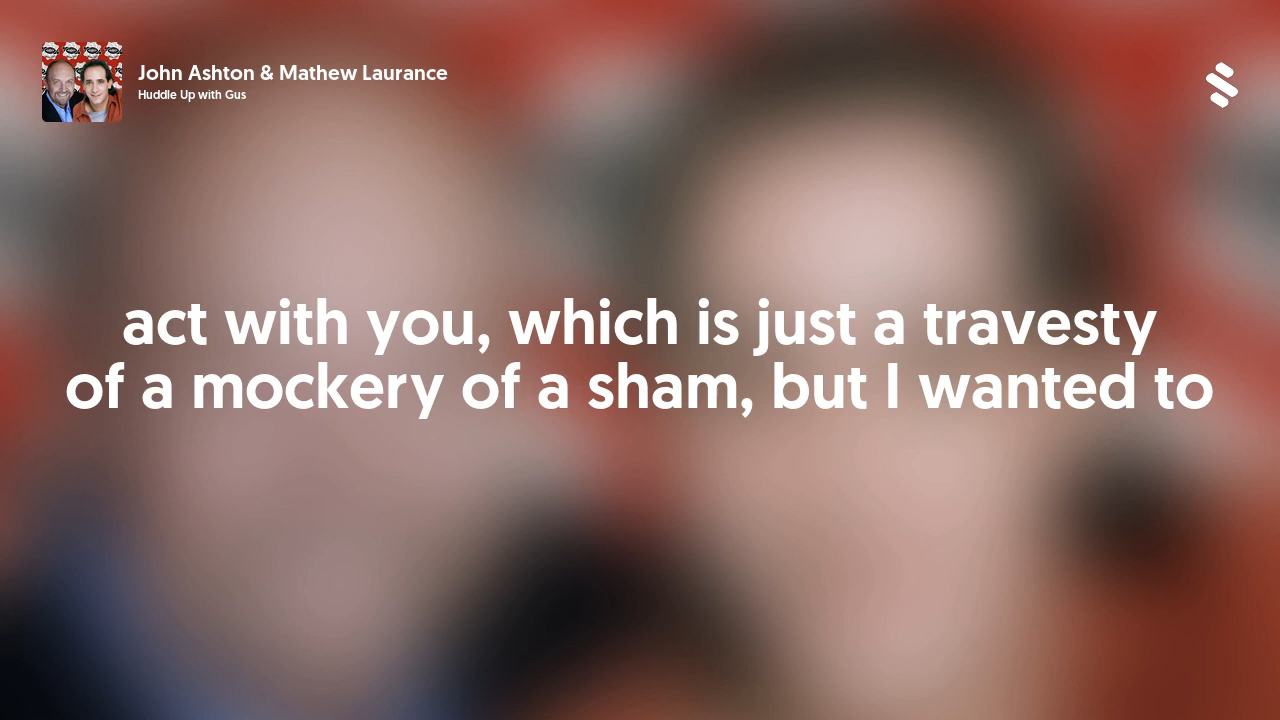 John Ashton & Mathew Laurance
Huddle Up with Gus
act with you, which is just a travesty
of a mockery of a sham, but I wanted to